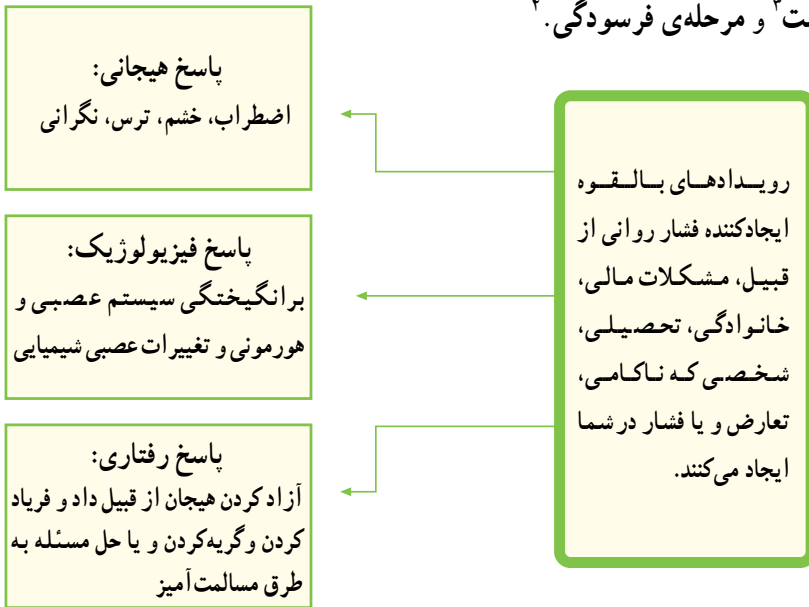 ت۳ و مرحله‌ی فرسودگی.۴
رویدادهای بالقوه
ایجادکننده فشار روانی از
قبیل، مشکلات مالی،
خانوادگی، تحصیلی،
شخصی که ناکامی،
تعارض و یا فشار در شما
ایجاد می‌کنند.
پاسخ هیجانی:
اضطراب، خشم، ترس، نگرانی
پاسخ فیزیولوژیک:
برانگیختگی سیستم عصبی و
هورمونی و تغییرات عصبی شیمیایی
پاسخ رفتاری:
آزاد کردن هیجان از قبیل داد و فریاد
کردن و گریه‌کردن و یا حل مسئله به
طرق مسالمت‌آمیز